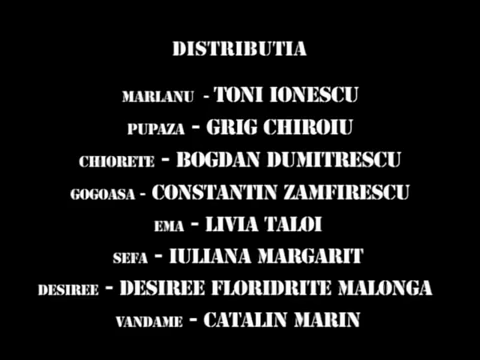 DISTRIBUTIA
MARLANU - TONI IONESCU
PUPAZA - GRIG CHIROIU
CHIORETE - BOGDAN DUMITRESCU
GOGOASA - CONSTANTIN ZAMFIRESCU
EMA - LIVIA TALOI
SEFA - IULIANA MARGARIT
DESIREE - DESIREE FLORIDRITE MALONGA
VANDAME - CATALIN MARIN